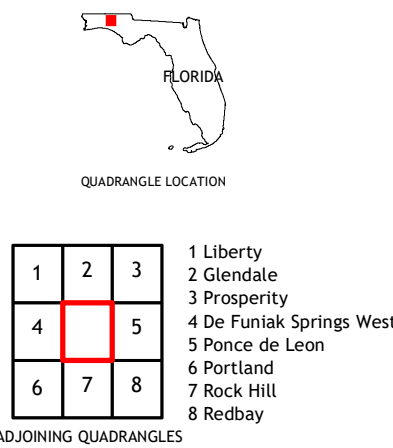 FLORIDA
QUADRANGLE LOCATION
1 2 3
4 5
6 7 8
1 Liberty
2 Glendale
3 Prosperity
4 De Funiak Springs West
5 Ponce de Leon
6 Portland
7 Rock Hill
8 Redbay
ADJOINING QUADRANGLES